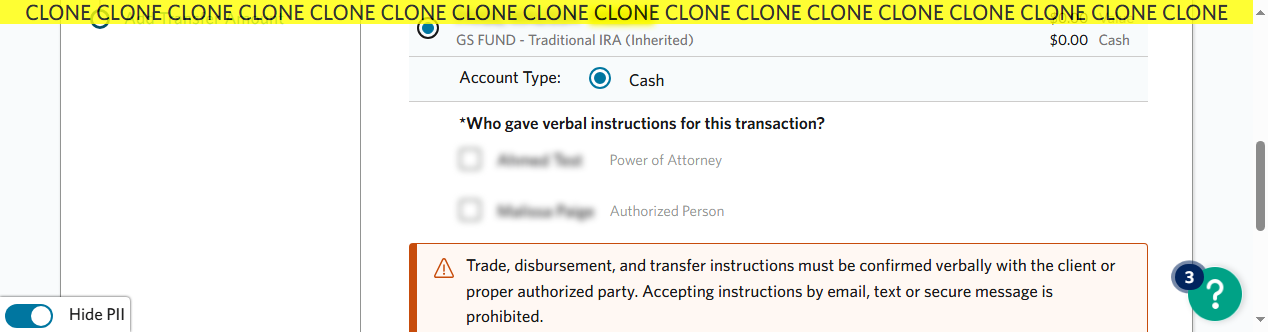 CLONE CLONE CLONE CLONE CLONE CLONE CLONE CLONE CLONE CLONE CLONE CLONE CLONE CLONE CLONE CLONE CLONE
GS FUND - Traditional IRA (Inherited) $0.00 Cash
Account Type: Cash
*Who gave verbal instructions for this transaction?
Power of Attorney
Authorized Person
Trade, disbursement, and transfer instructions must be confirmed verbally with the client or
proper authorized party. Accepting instructions by email, text or secure message is
prohibited.
3
?
Hide PII